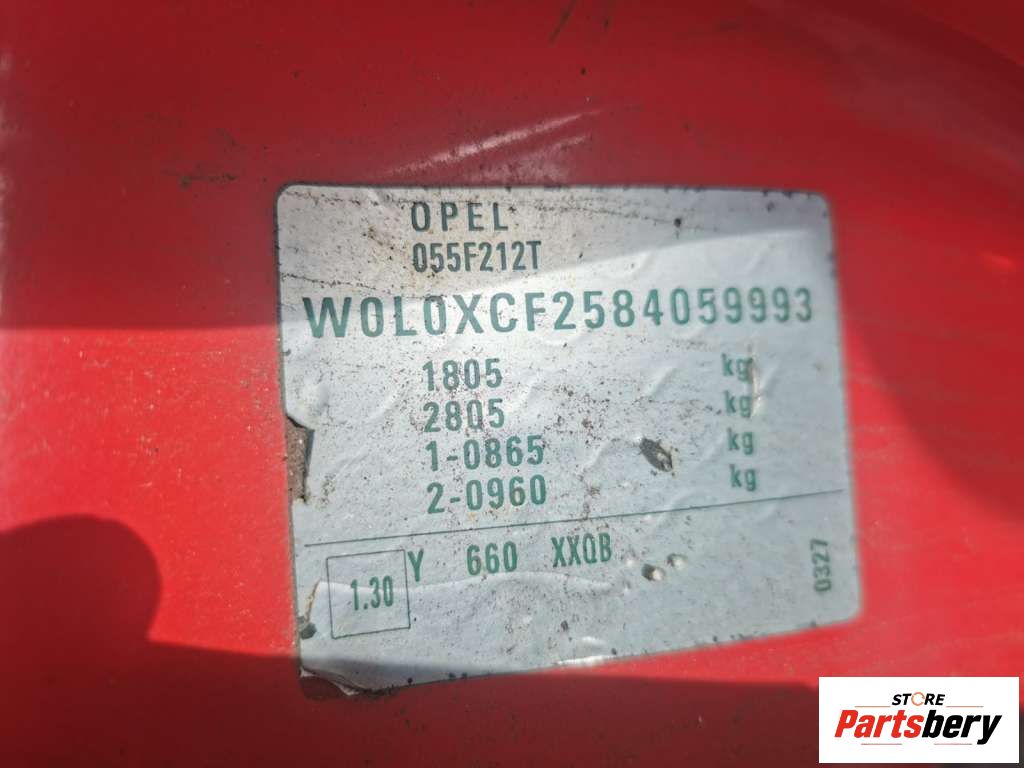 OPEL
055F212T
W0L0XCF2584059993
1805 kg
2805 kg
1-0865 kg
2-0960 kg
1.30 Y 660 XXQB
0327
STORE
Partsbery